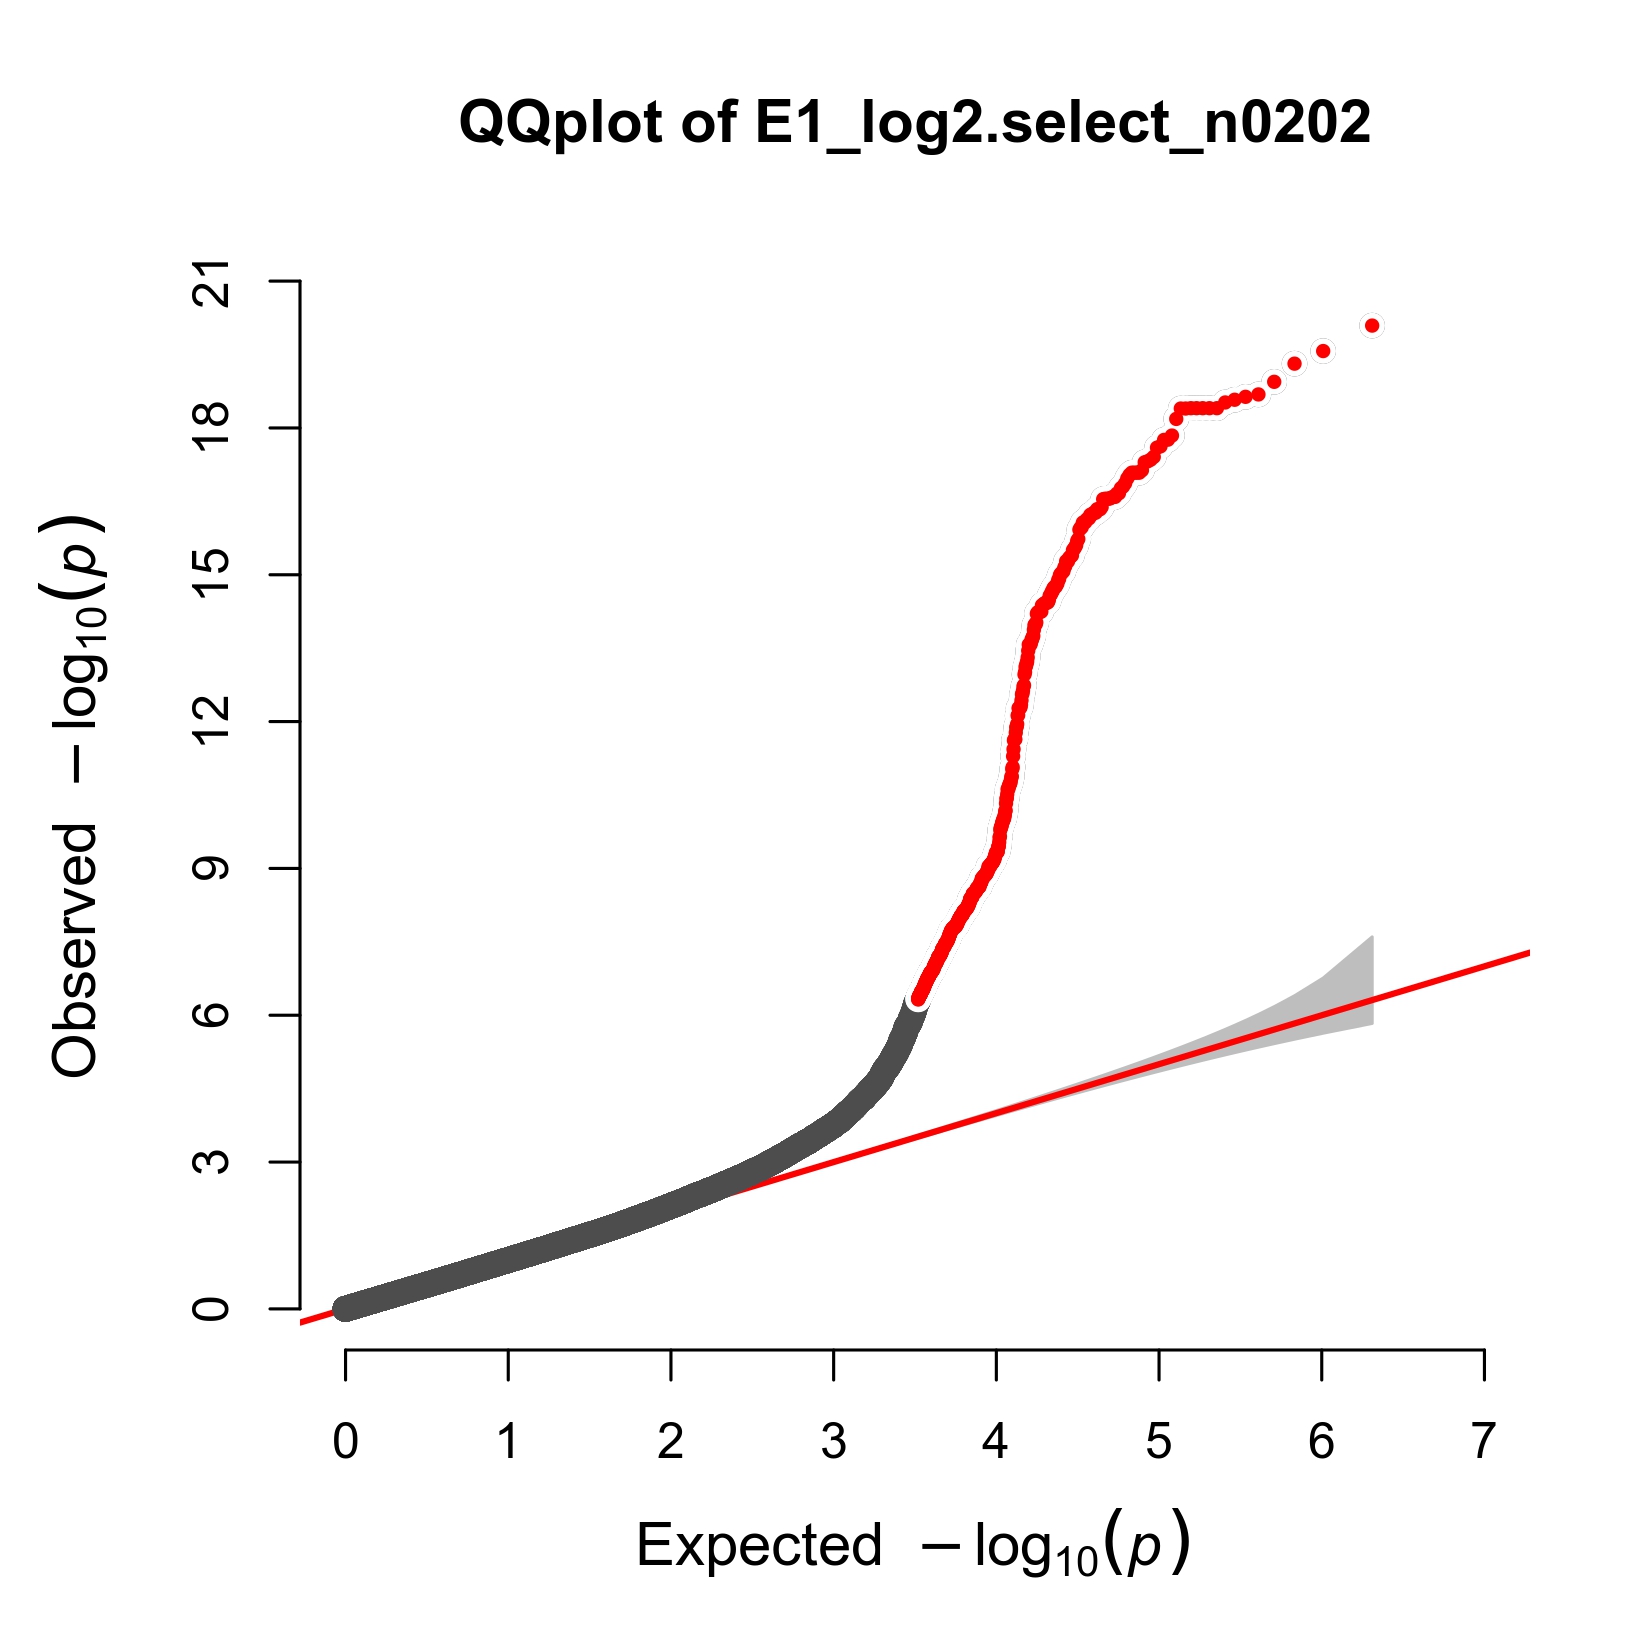 QQplot of E1_log2.select_n0202
21
18
15
12
9
6
3
0
Observed −log₁₀(p)
0 1 2 3 4 5 6 7
Expected −log₁₀(p)